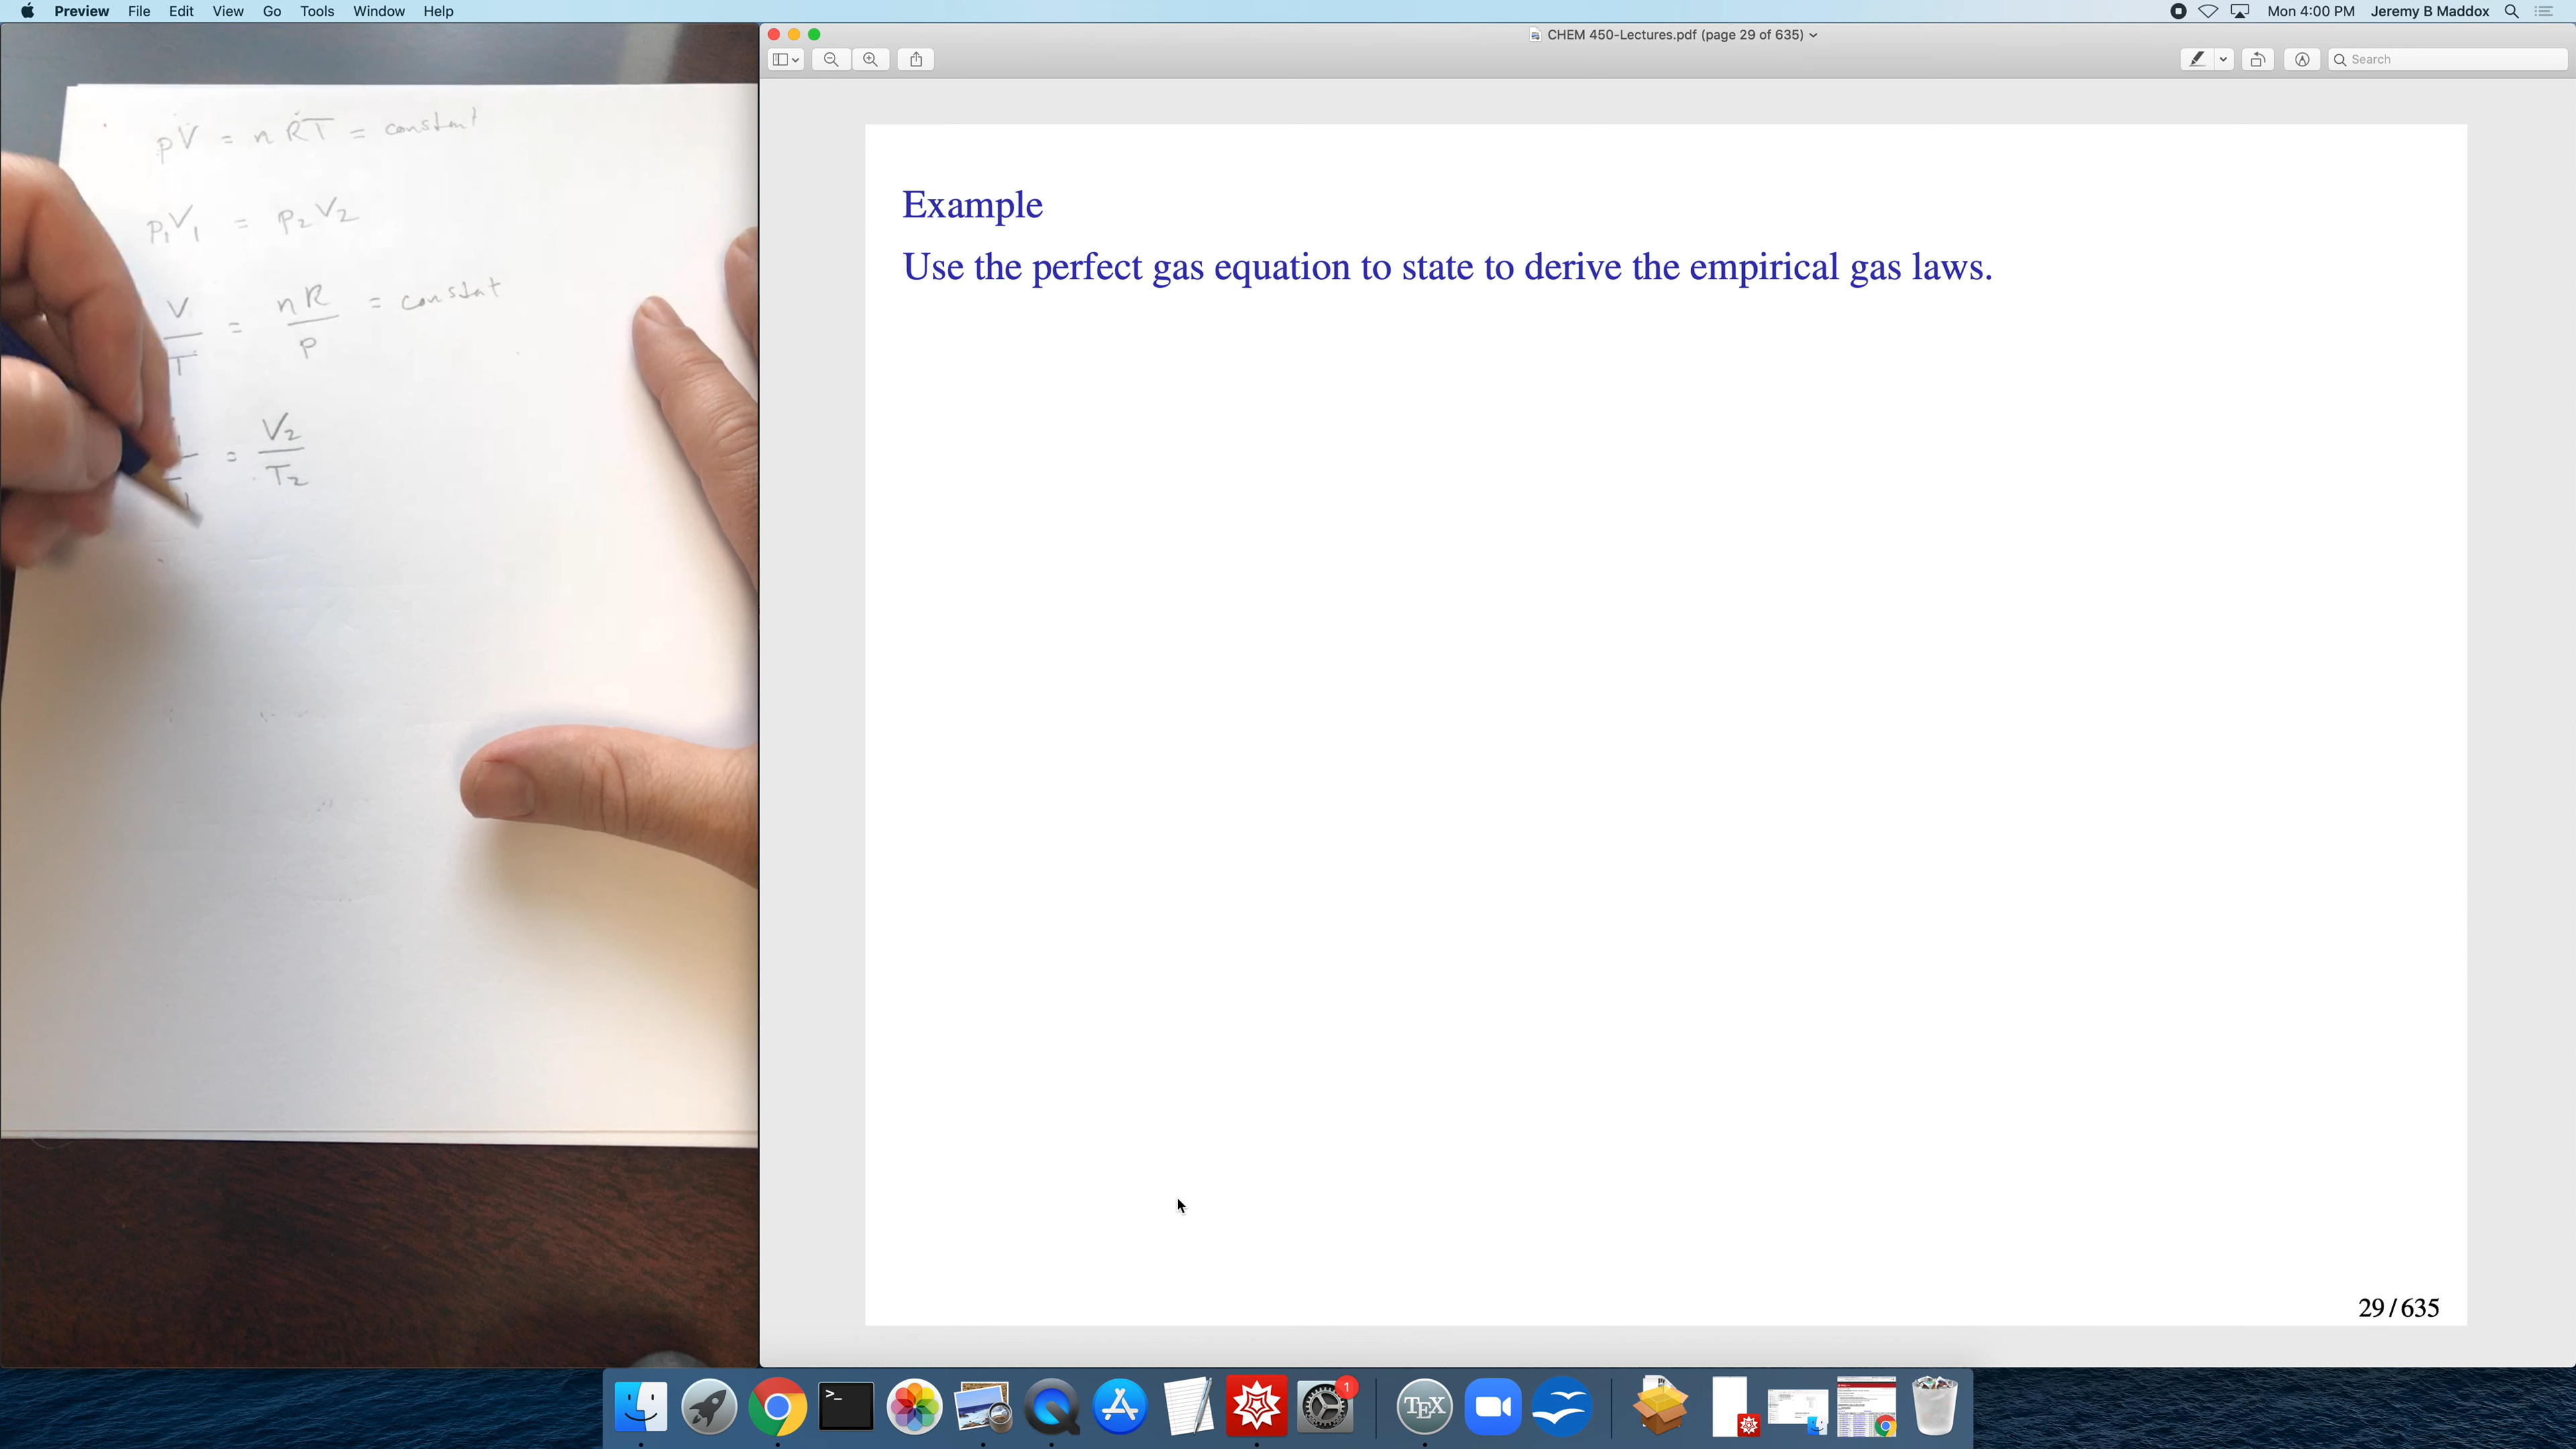 Preview File Edit View Go Tools Window Help
Mon 4:00 PM Jeremy B Maddox
CHEM 450-Lectures.pdf (page 29 of 635)
Search
pV = nRT = constant
p₁V₁ = p₂V₂
V/T = nR/p = constant
= V₂/T₂
Example
Use the perfect gas equation to state to derive the empirical gas laws.
29/635
>_
1
TEX